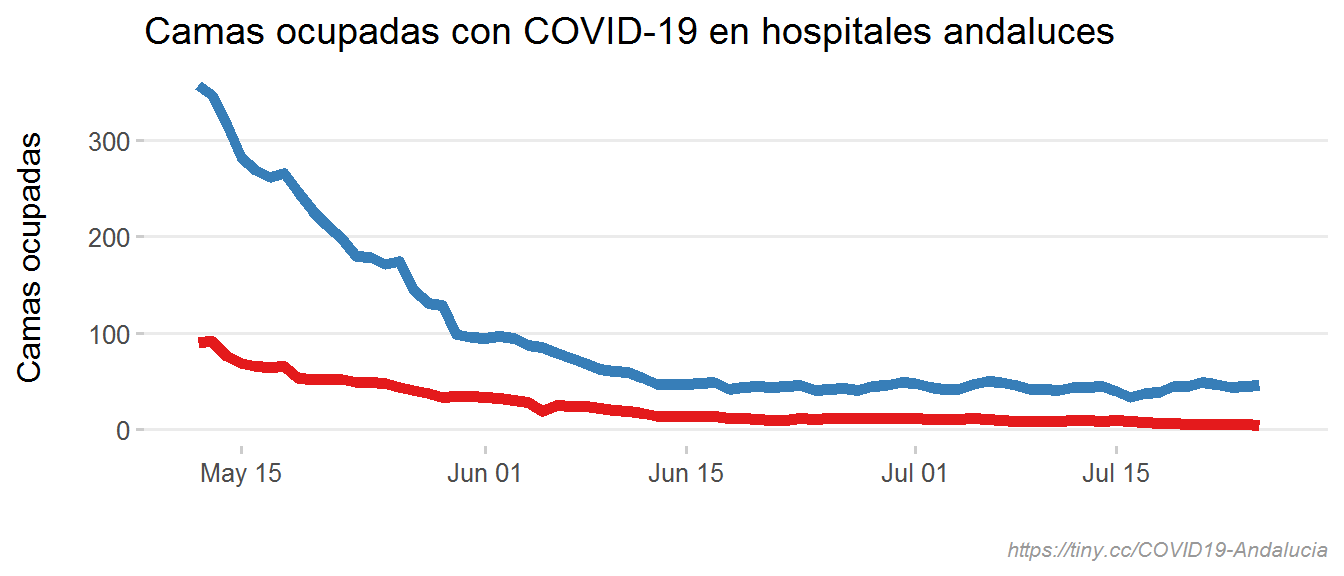 Camas ocupadas con COVID-19 en hospitales andaluces
Camas ocupadas
300
200
100
0
May 15
Jun 01
Jun 15
Jul 01
Jul 15
https://tiny.cc/COVID19-Andalucia